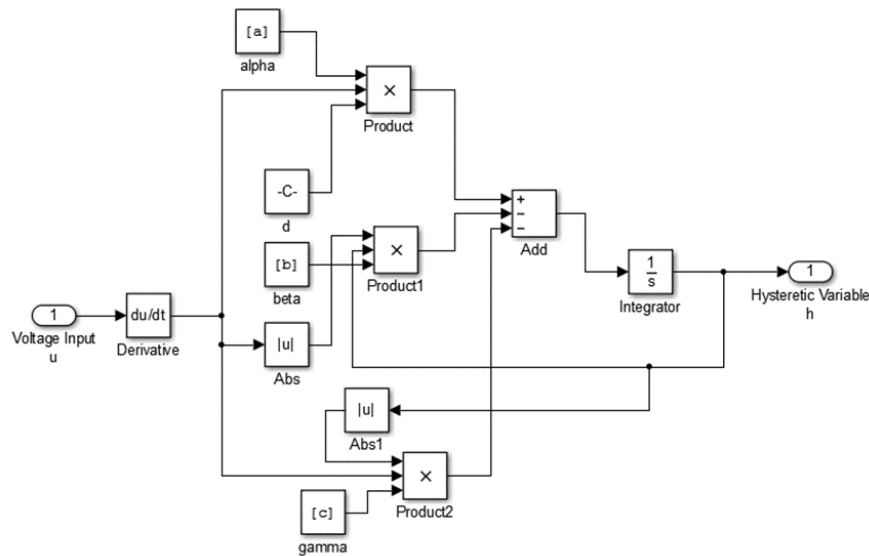 [a]
alpha
×
Product
-C-
d
+
−
−
Add
×
Product1
[b]
beta
1
s
Integrator
1
Hysteretic Variable
h
1
Voltage Input
u
du/dt
Derivative
|u|
Abs
|u|
Abs1
×
Product2
[c]
gamma